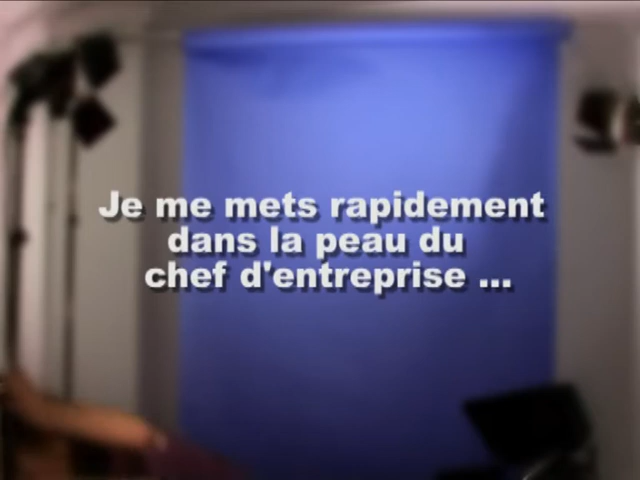 Je me mets rapidement
dans la peau du
chef d'entreprise ...